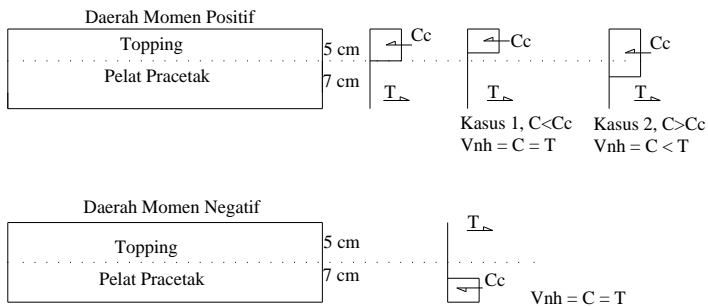 Daerah Momen Positif
Topping
Pelat Pracetak
5 cm
7 cm
Cc
T
Cc
T
Kasus 1, C<Cc
Vnh = C = T
Cc
T
Kasus 2, C>Cc
Vnh = C < T
Daerah Momen Negatif
Topping
Pelat Pracetak
5 cm
7 cm
T
Cc
Vnh = C = T